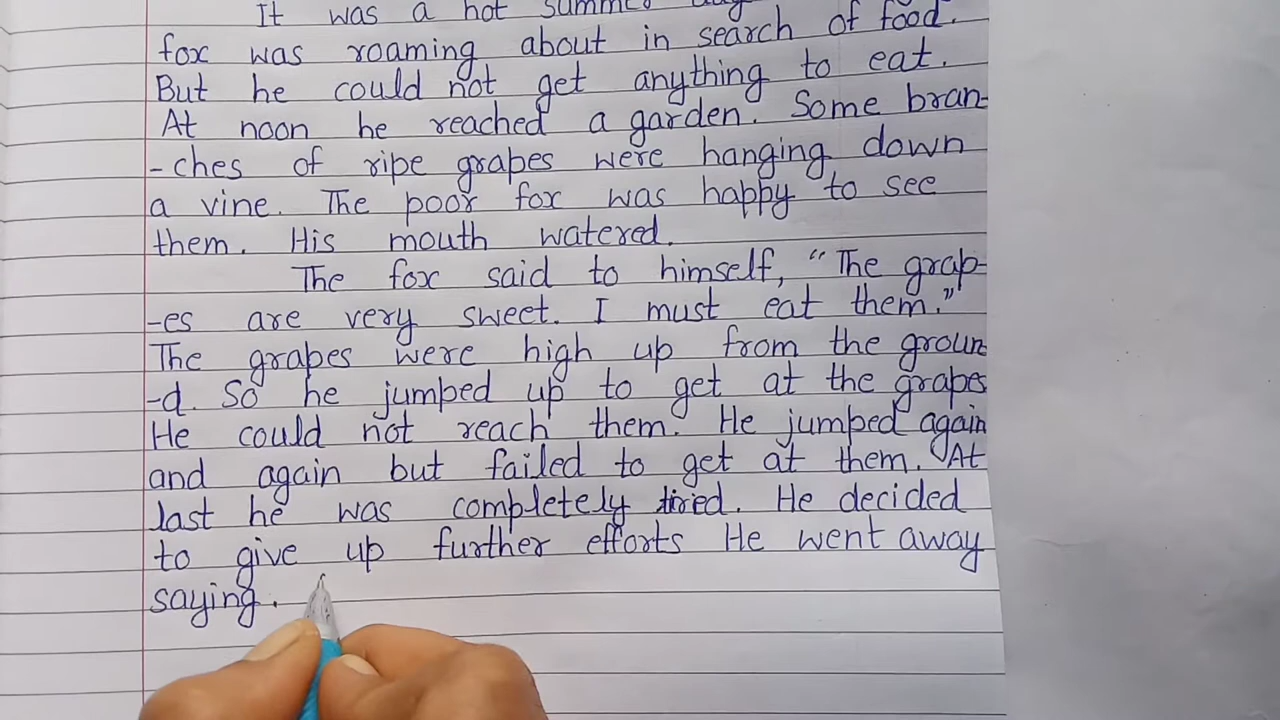 It was a hot summer day
fox was roaming about in search of food.
But he could not get anything to eat.
At noon he reached a garden. Some bran-
-ches of ripe grapes were hanging down
a vine. The poor fox was happy to see
them. His mouth watered.
The fox said to himself, "The grap-
-es are very sweet. I must eat them."
The grapes were high up from the groun
-d. So he jumped up to get at the grapes
He could not reach them. He jumped again
and again but failed to get at them. At
last he was completely tired. He decided
to give up further efforts He went away
saying.